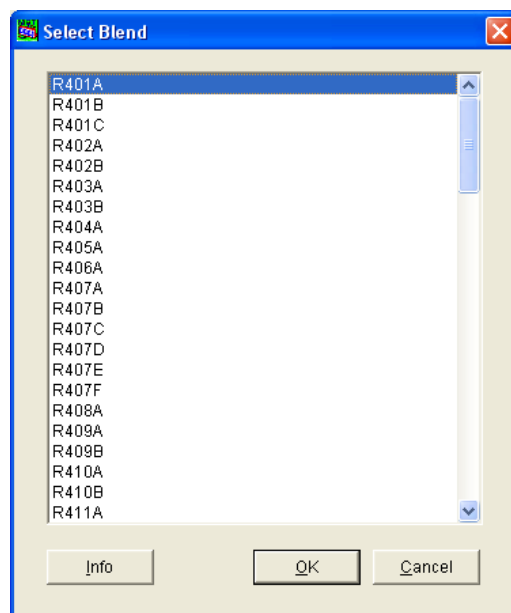 Select Blend
R401A
R401B
R401C
R402A
R402B
R403A
R403B
R404A
R405A
R406A
R407A
R407B
R407C
R407D
R407E
R407F
R408A
R409A
R409B
R410A
R410B
R411A
Info OK Cancel